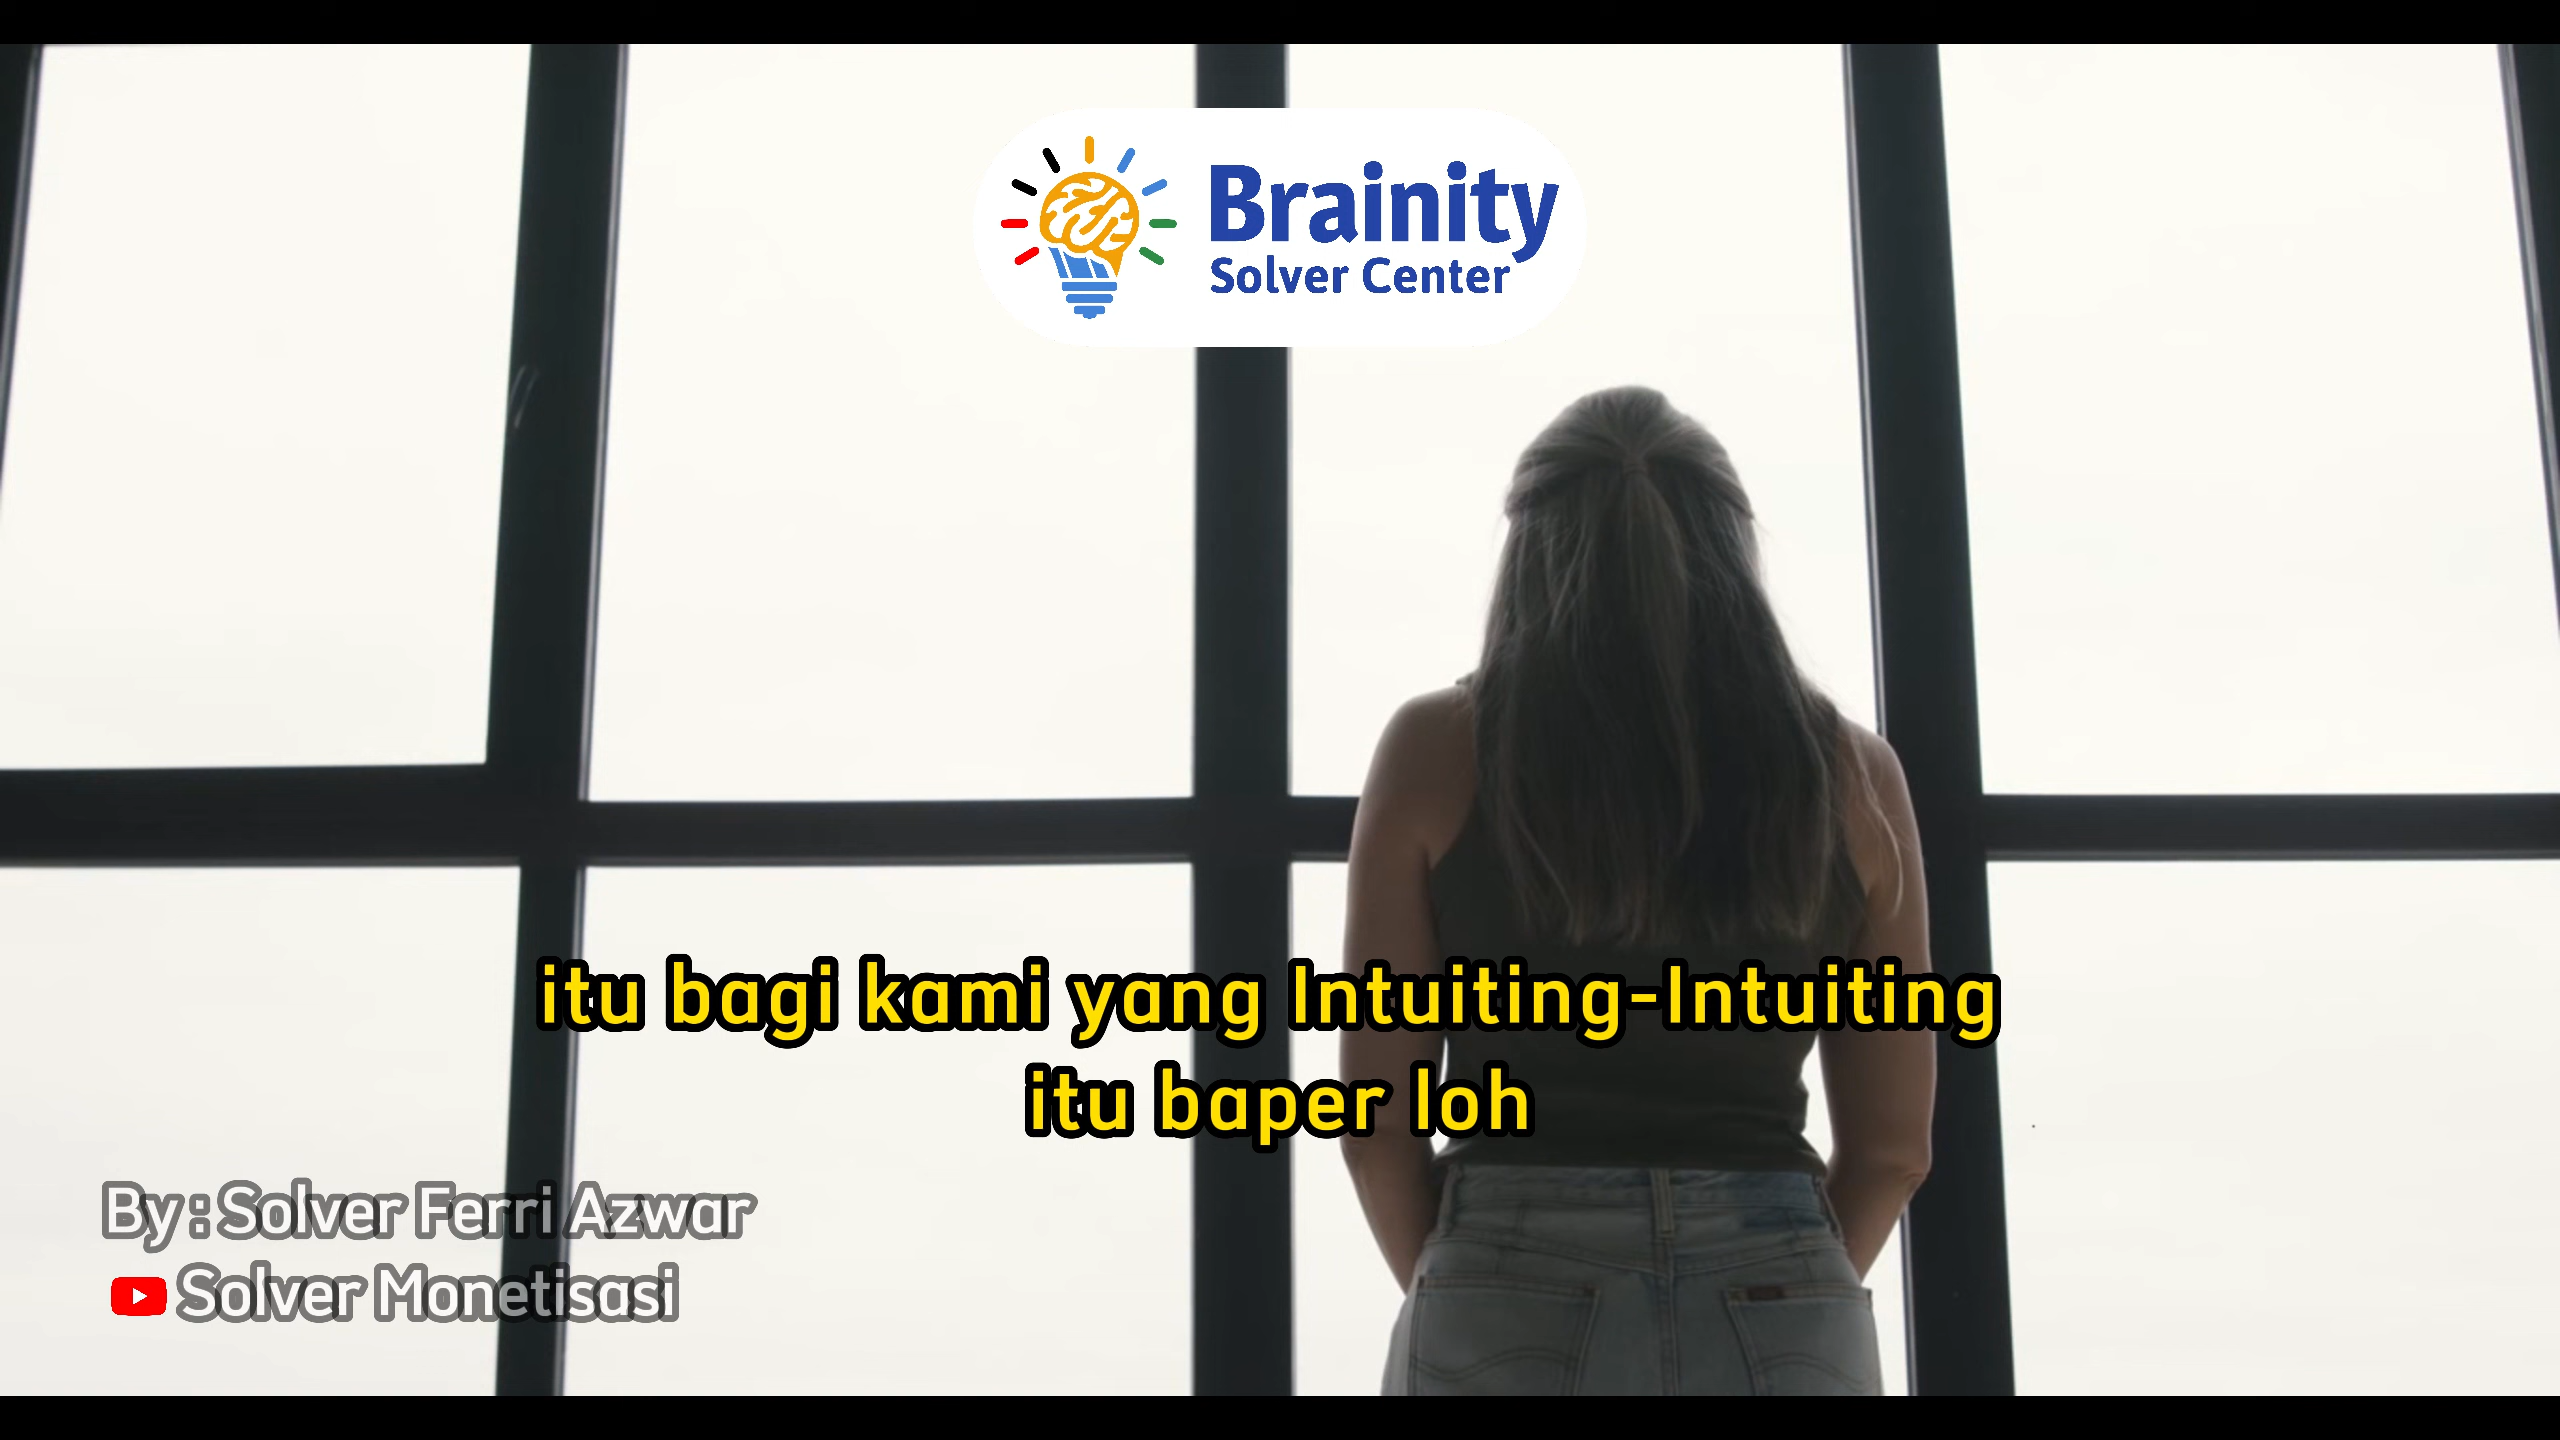 Brainity
Solver Center
itu bagi kami yang Intuiting-Intuiting
itu baper loh
By : Solver Ferri Azwar
Solver Monetisasi